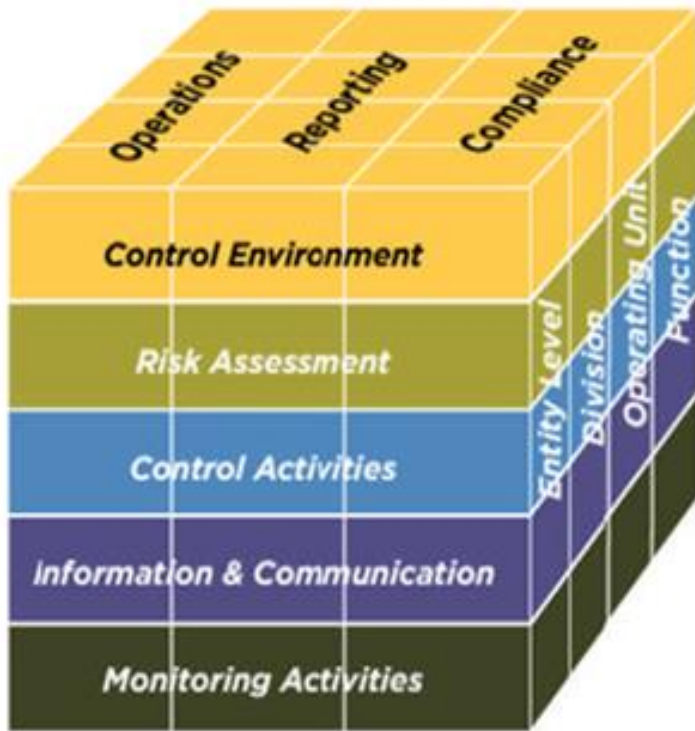 Operations
Reporting
Compliance
Control Environment
Risk Assessment
Control Activities
Information & Communication
Monitoring Activities
Entity Level
Division
Operating Unit
Function